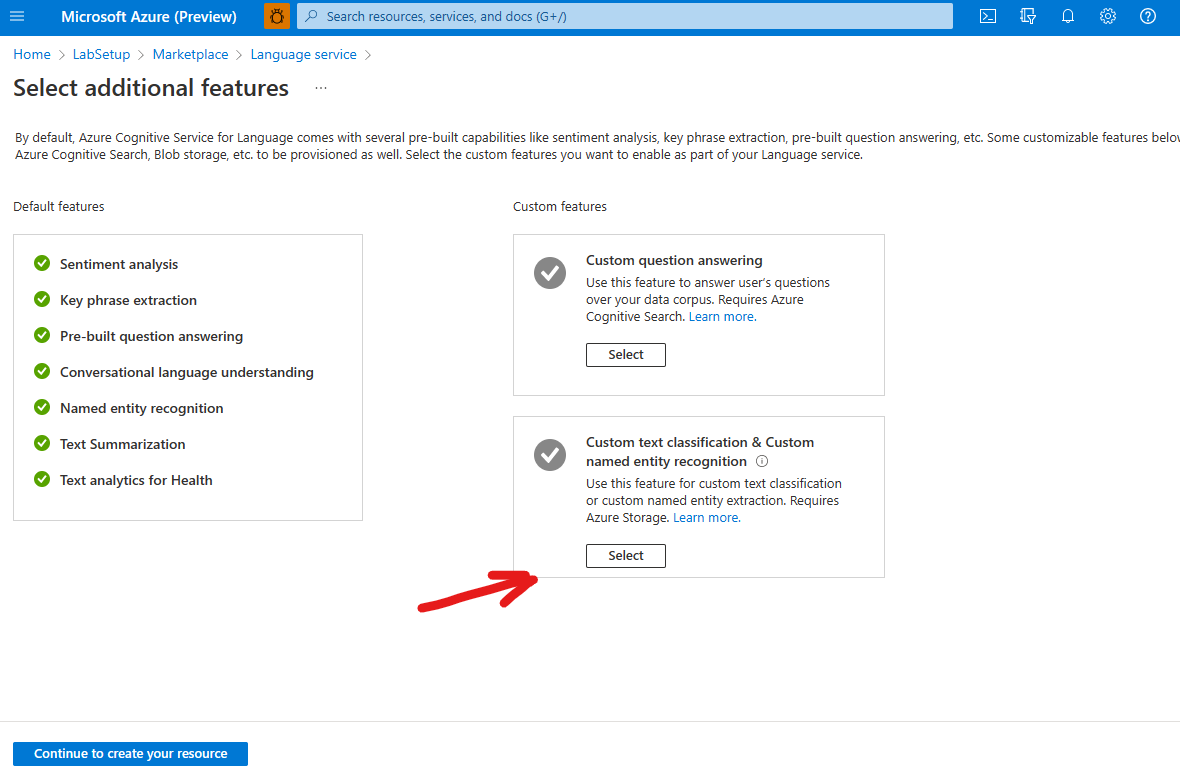 Microsoft Azure (Preview)
Search resources, services, and docs (G+/)
Home > LabSetup > Marketplace > Language service >
Select additional features ...
By default, Azure Cognitive Service for Language comes with several pre-built capabilities like sentiment analysis, key phrase extraction, pre-built question answering, etc. Some customizable features
Azure Cognitive Search, Blob storage, etc. to be provisioned as well. Select the custom features you want to enable as part of your Language service.
Default features
Sentiment analysis
Key phrase extraction
Pre-built question answering
Conversational language understanding
Named entity recognition
Text Summarization
Text analytics for Health
Custom features
Custom question answering
Use this feature to answer user's questions
over your data corpus. Requires Azure
Cognitive Search. Learn more.
Select
Custom text classification & Custom
named entity recognition
Use this feature for custom text classification
or custom named entity extraction. Requires
Azure Storage. Learn more.
Select
Continue to create your resource